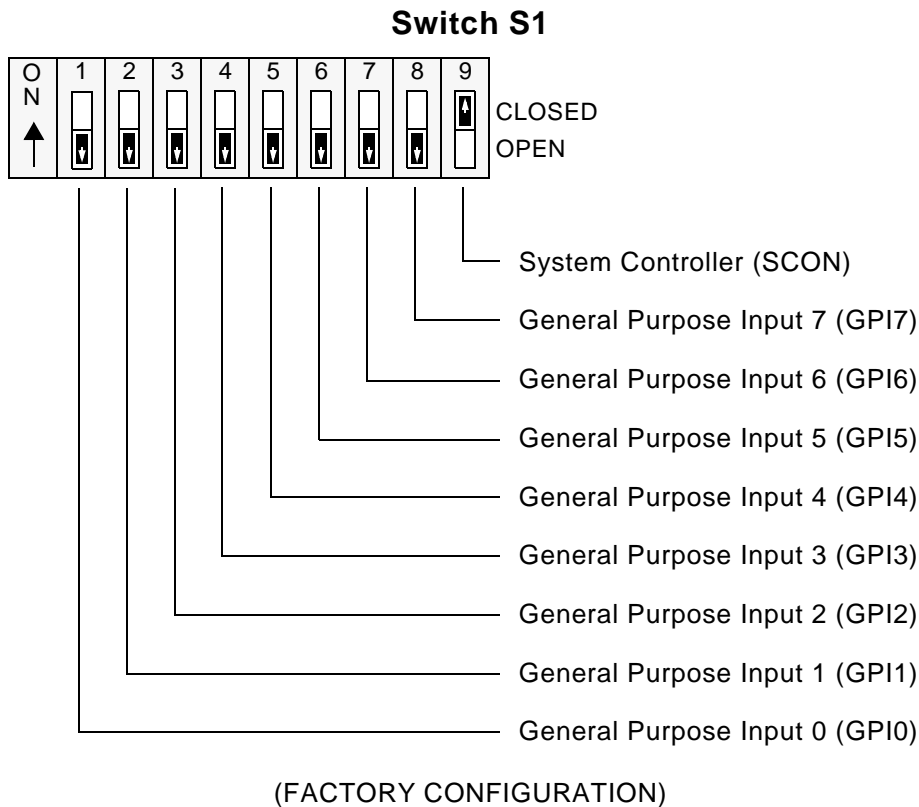 Switch S1
O
N
1 2 3 4 5 6 7 8 9
CLOSED
OPEN
System Controller (SCON)
General Purpose Input 7 (GPI7)
General Purpose Input 6 (GPI6)
General Purpose Input 5 (GPI5)
General Purpose Input 4 (GPI4)
General Purpose Input 3 (GPI3)
General Purpose Input 2 (GPI2)
General Purpose Input 1 (GPI1)
General Purpose Input 0 (GPI0)
(FACTORY CONFIGURATION)